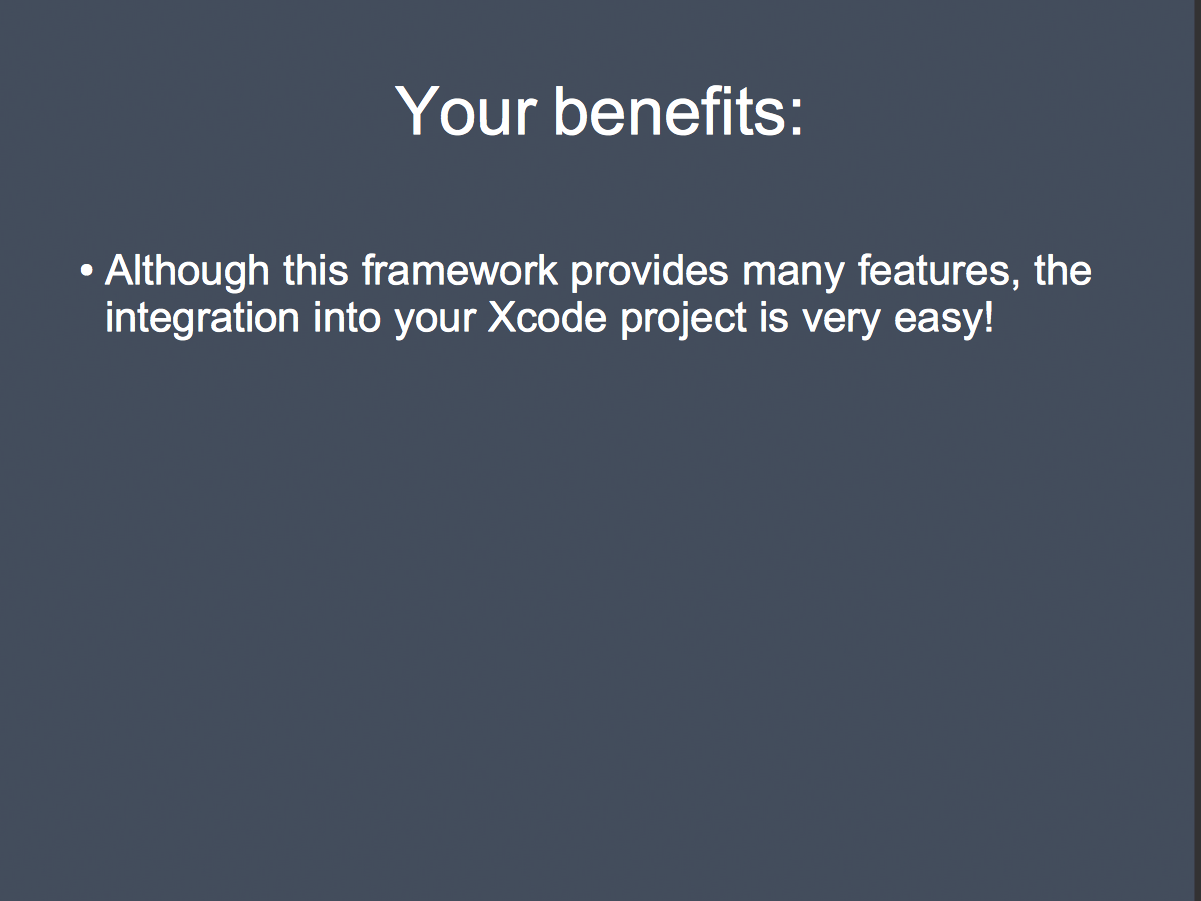 Your benefits:
• Although this framework provides many features, the
integration into your Xcode project is very easy!